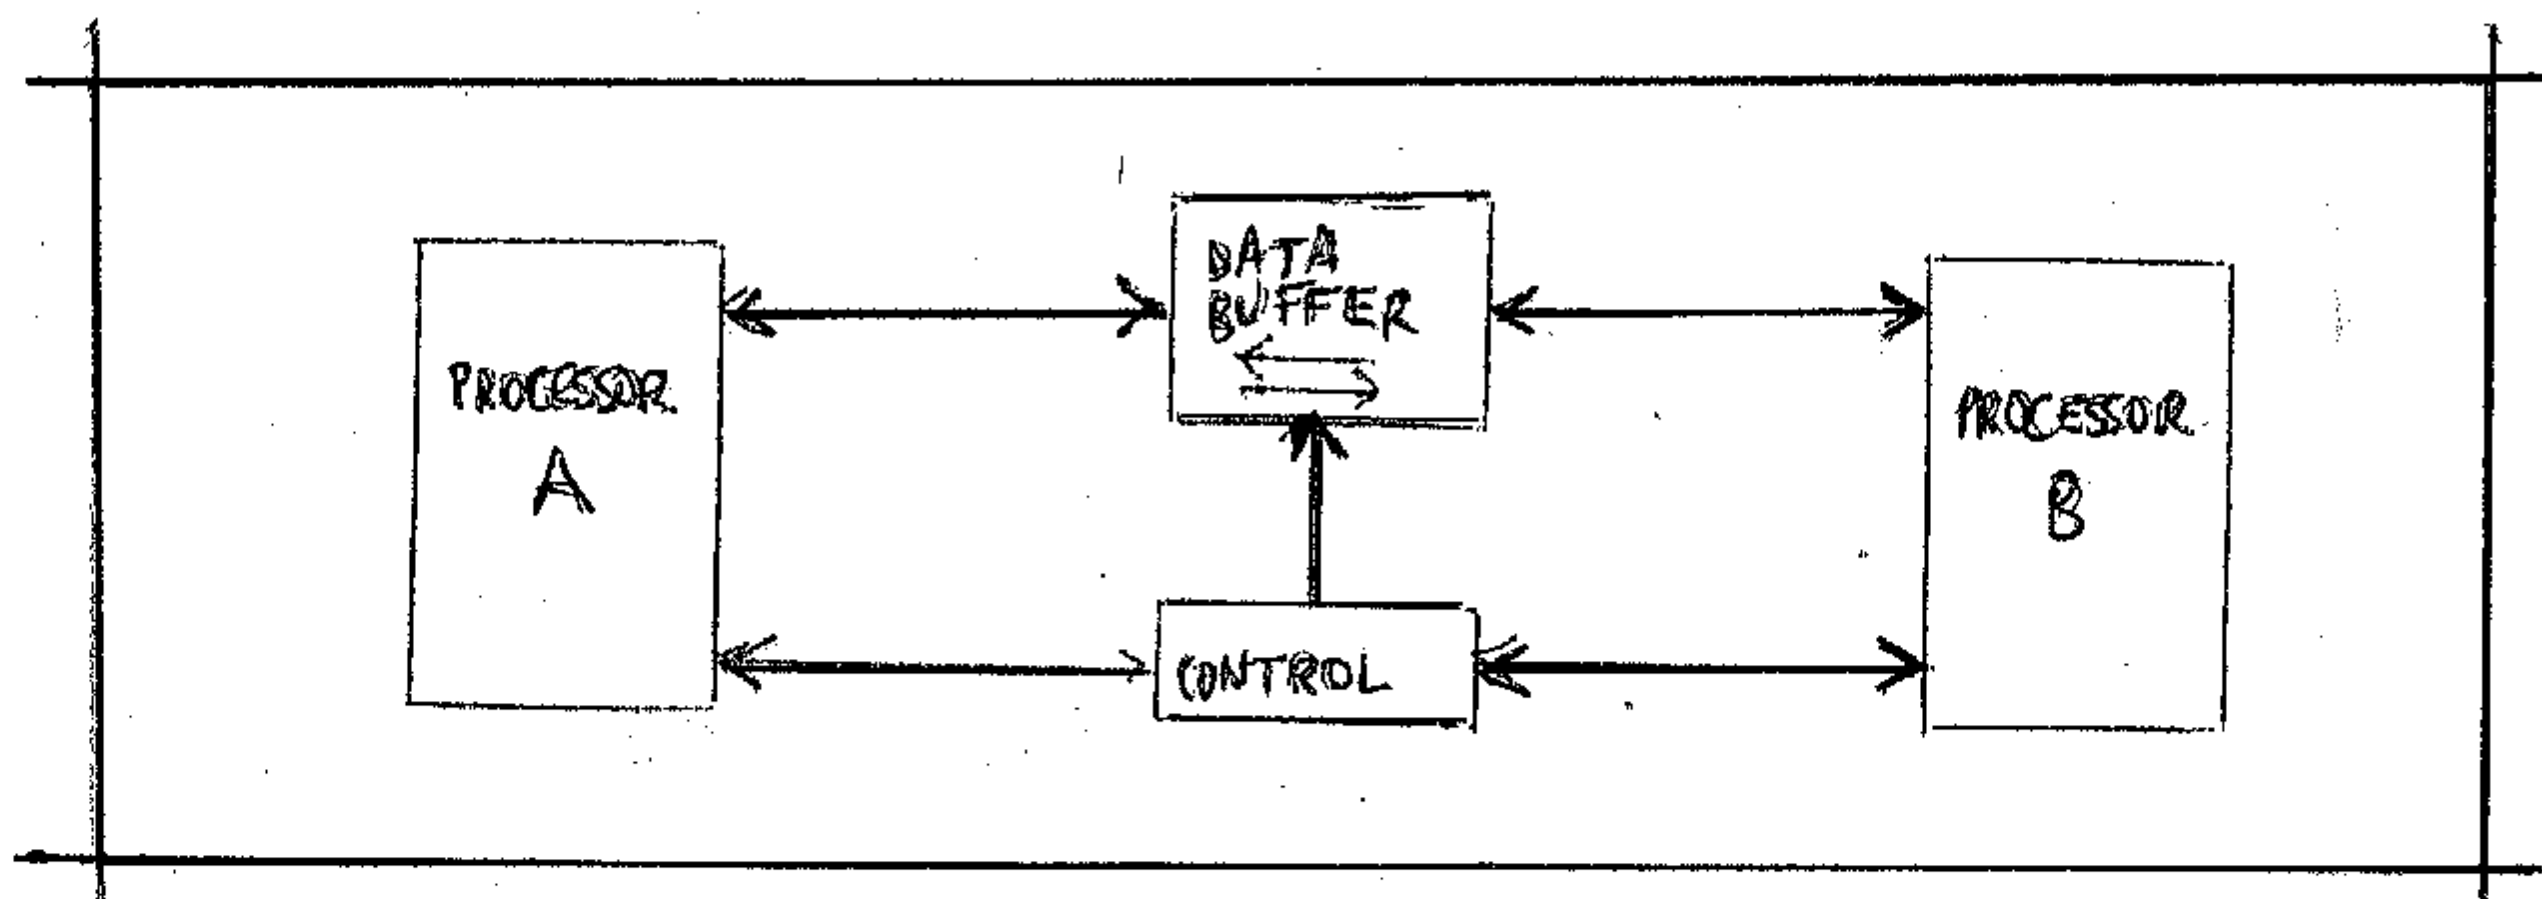 PROCESSOR
A
DATA
BUFFER
CONTROL
PROCESSOR
B